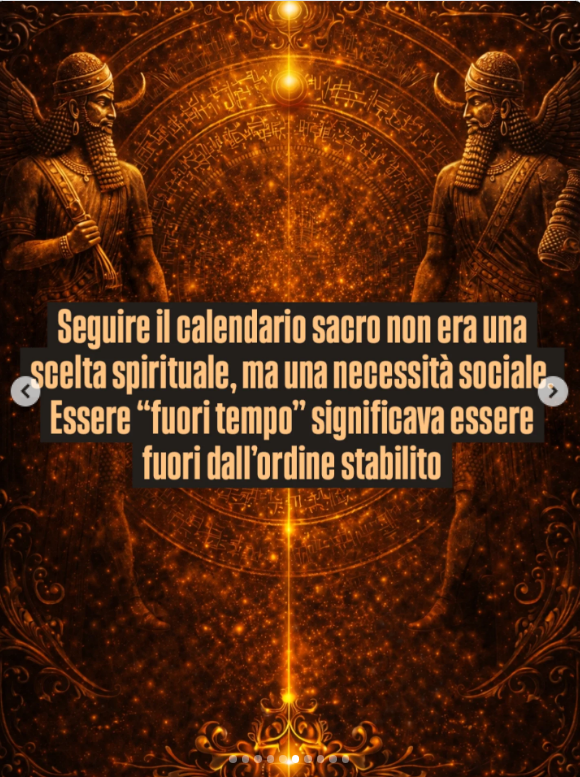 Seguire il calendario sacro non era una
scelta spirituale, ma una necessità sociale.
Essere “fuori tempo” significava essere
fuori dall’ordine stabilito